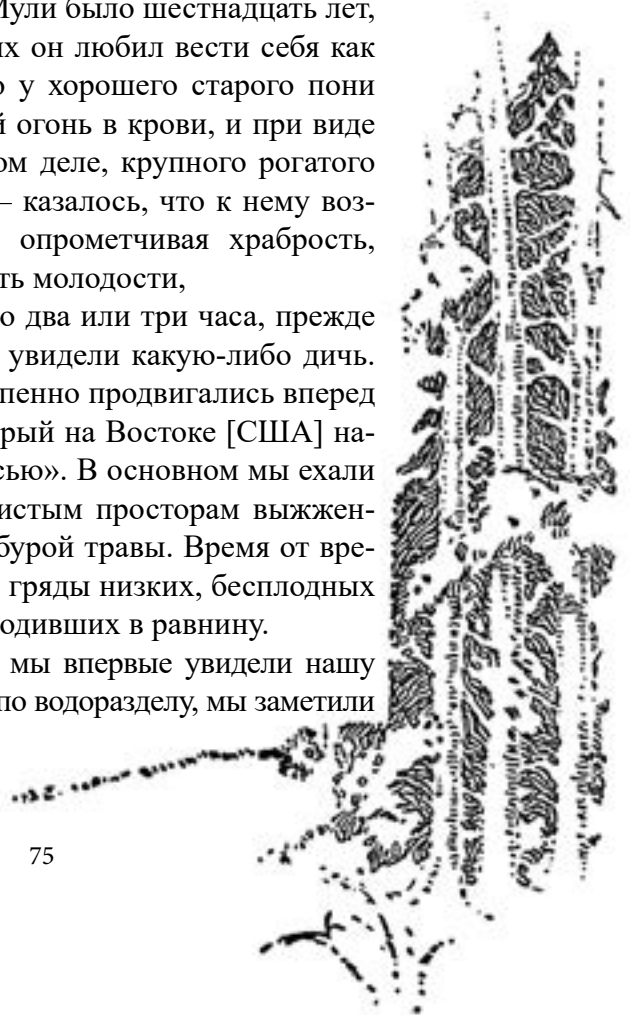 Мули было шестнадцать лет,
их он любил вести себя как
о у хорошего старого пони
й огонь в крови, и при виде
ом деле, крупного рогатого
– казалось, что к нему воз-
опрометчивая храбрость,
ть молодости,
о два или три часа, прежде
увидели какую-либо дичь.
пенно продвигались вперед
рый на Востоке [США] на-
сью». В основном мы ехали
истым просторам выжжен-
бурой травы. Время от вре-
гряды низких, бесплодных
одивших в равнину.
мы впервые увидели нашу
по водоразделу, мы заметили
75